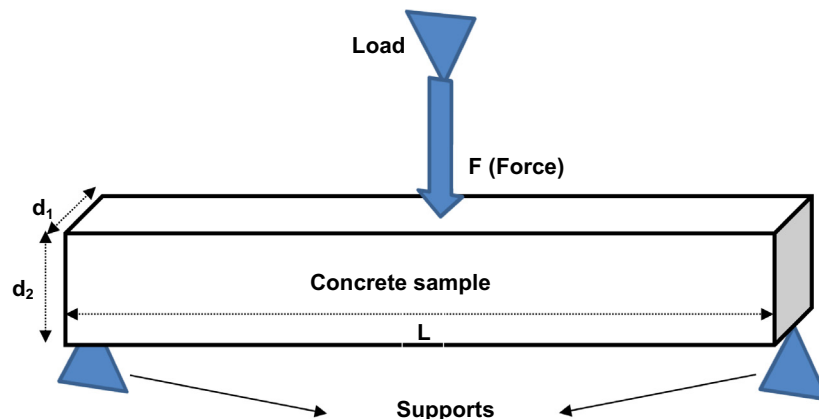 Load
F (Force)
d₁
d₂
Concrete sample
L
Supports